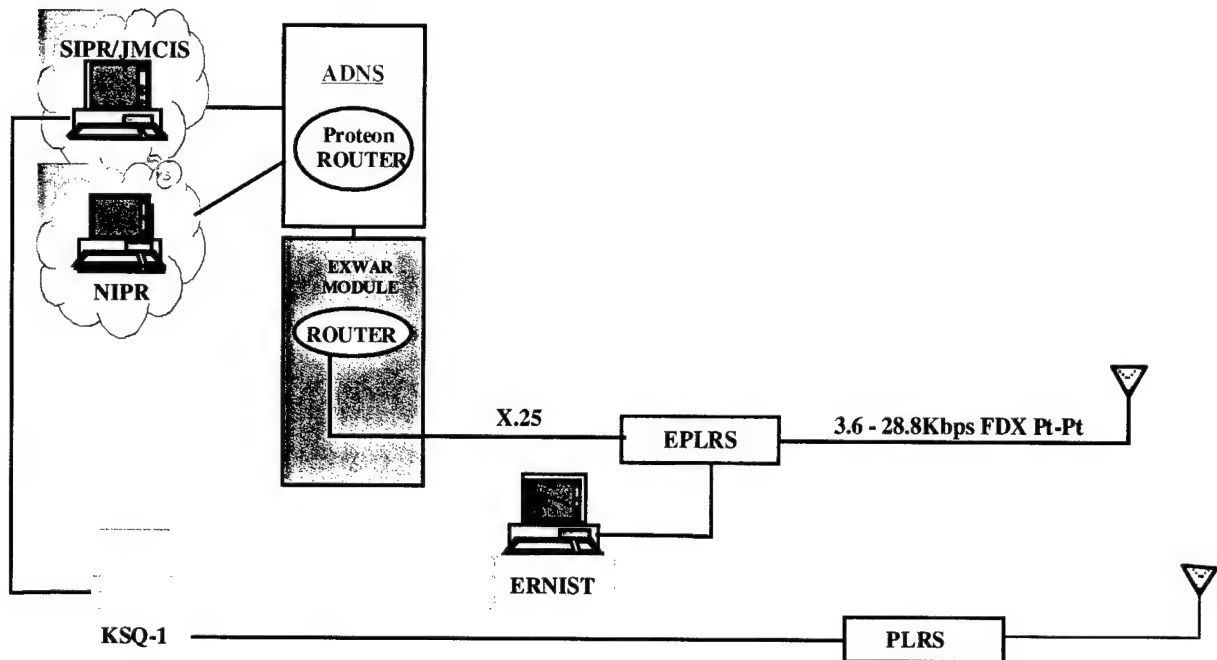 SIPR/JMCIS
ADNS
Proteon
ROUTER
NIPR
EXWAR
MODULE
ROUTER
X.25
EPLRS
3.6 - 28.8Kbps FDX Pt-Pt
ERNIST
KSQ-1
PLRS